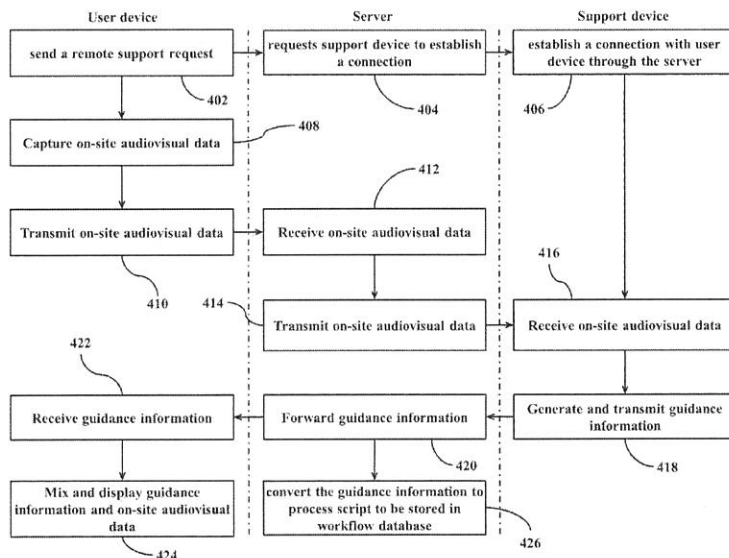 User device
Server
Support device
send a remote support request
requests support device to establish
a connection
establish a connection with user
device through the server
402
404
406
Capture on-site audiovisual data
408
412
Transmit on-site audiovisual data
Receive on-site audiovisual data
410
414
416
Transmit on-site audiovisual data
Receive on-site audiovisual data
422
Receive guidance information
Forward guidance information
Generate and transmit guidance
information
420
418
Mix and display guidance
information and on-site audiovisual
data
convert the guidance information to
process script to be stored in
workflow database
424
426